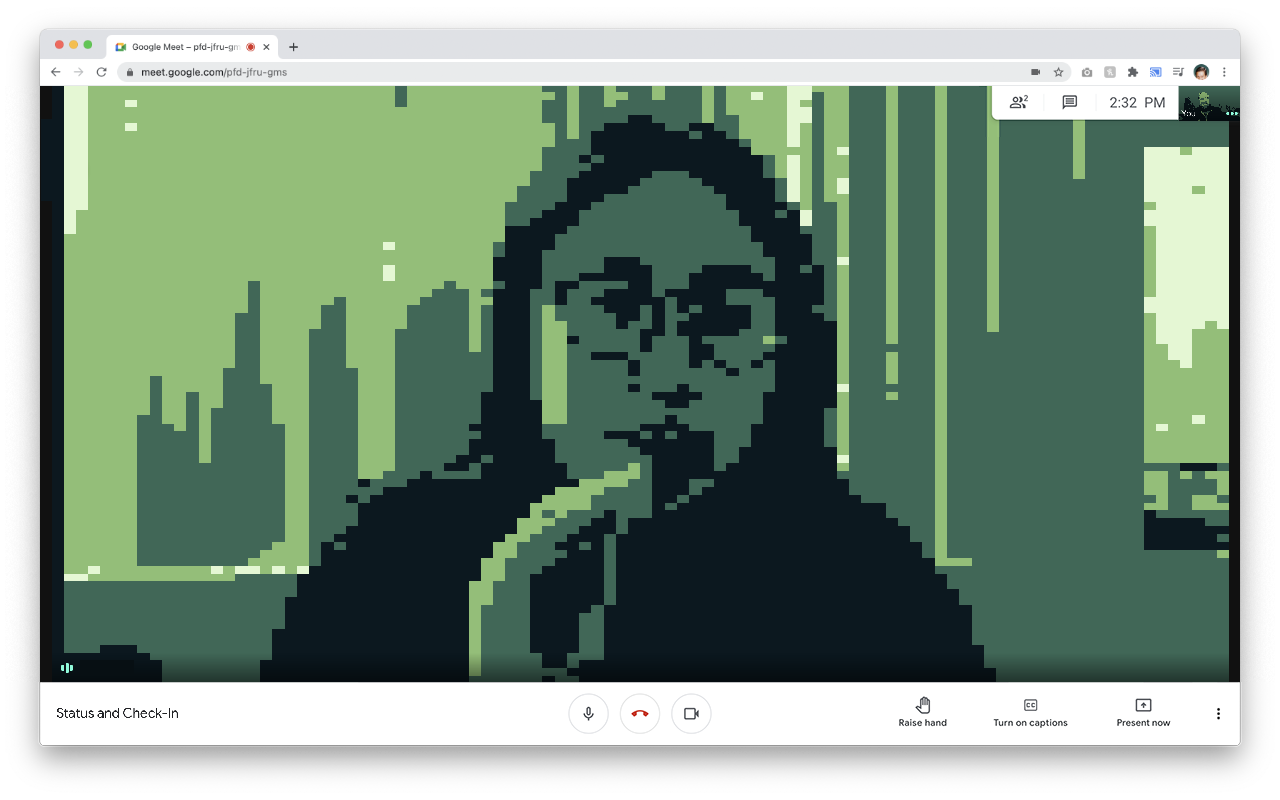 Google Meet – pfd-jfru-gm
meet.google.com/pfd-jfru-gms
2
2:32 PM
You
Status and Check-In
Raise hand
CC
Turn on captions
Present now